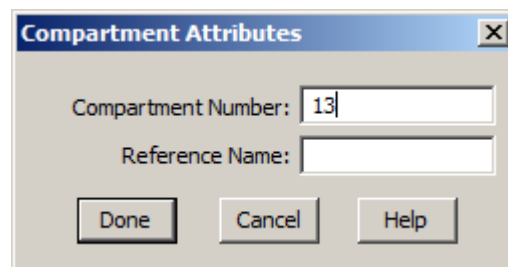 Compartment Attributes
Compartment Number: 13
Reference Name:
Done Cancel Help